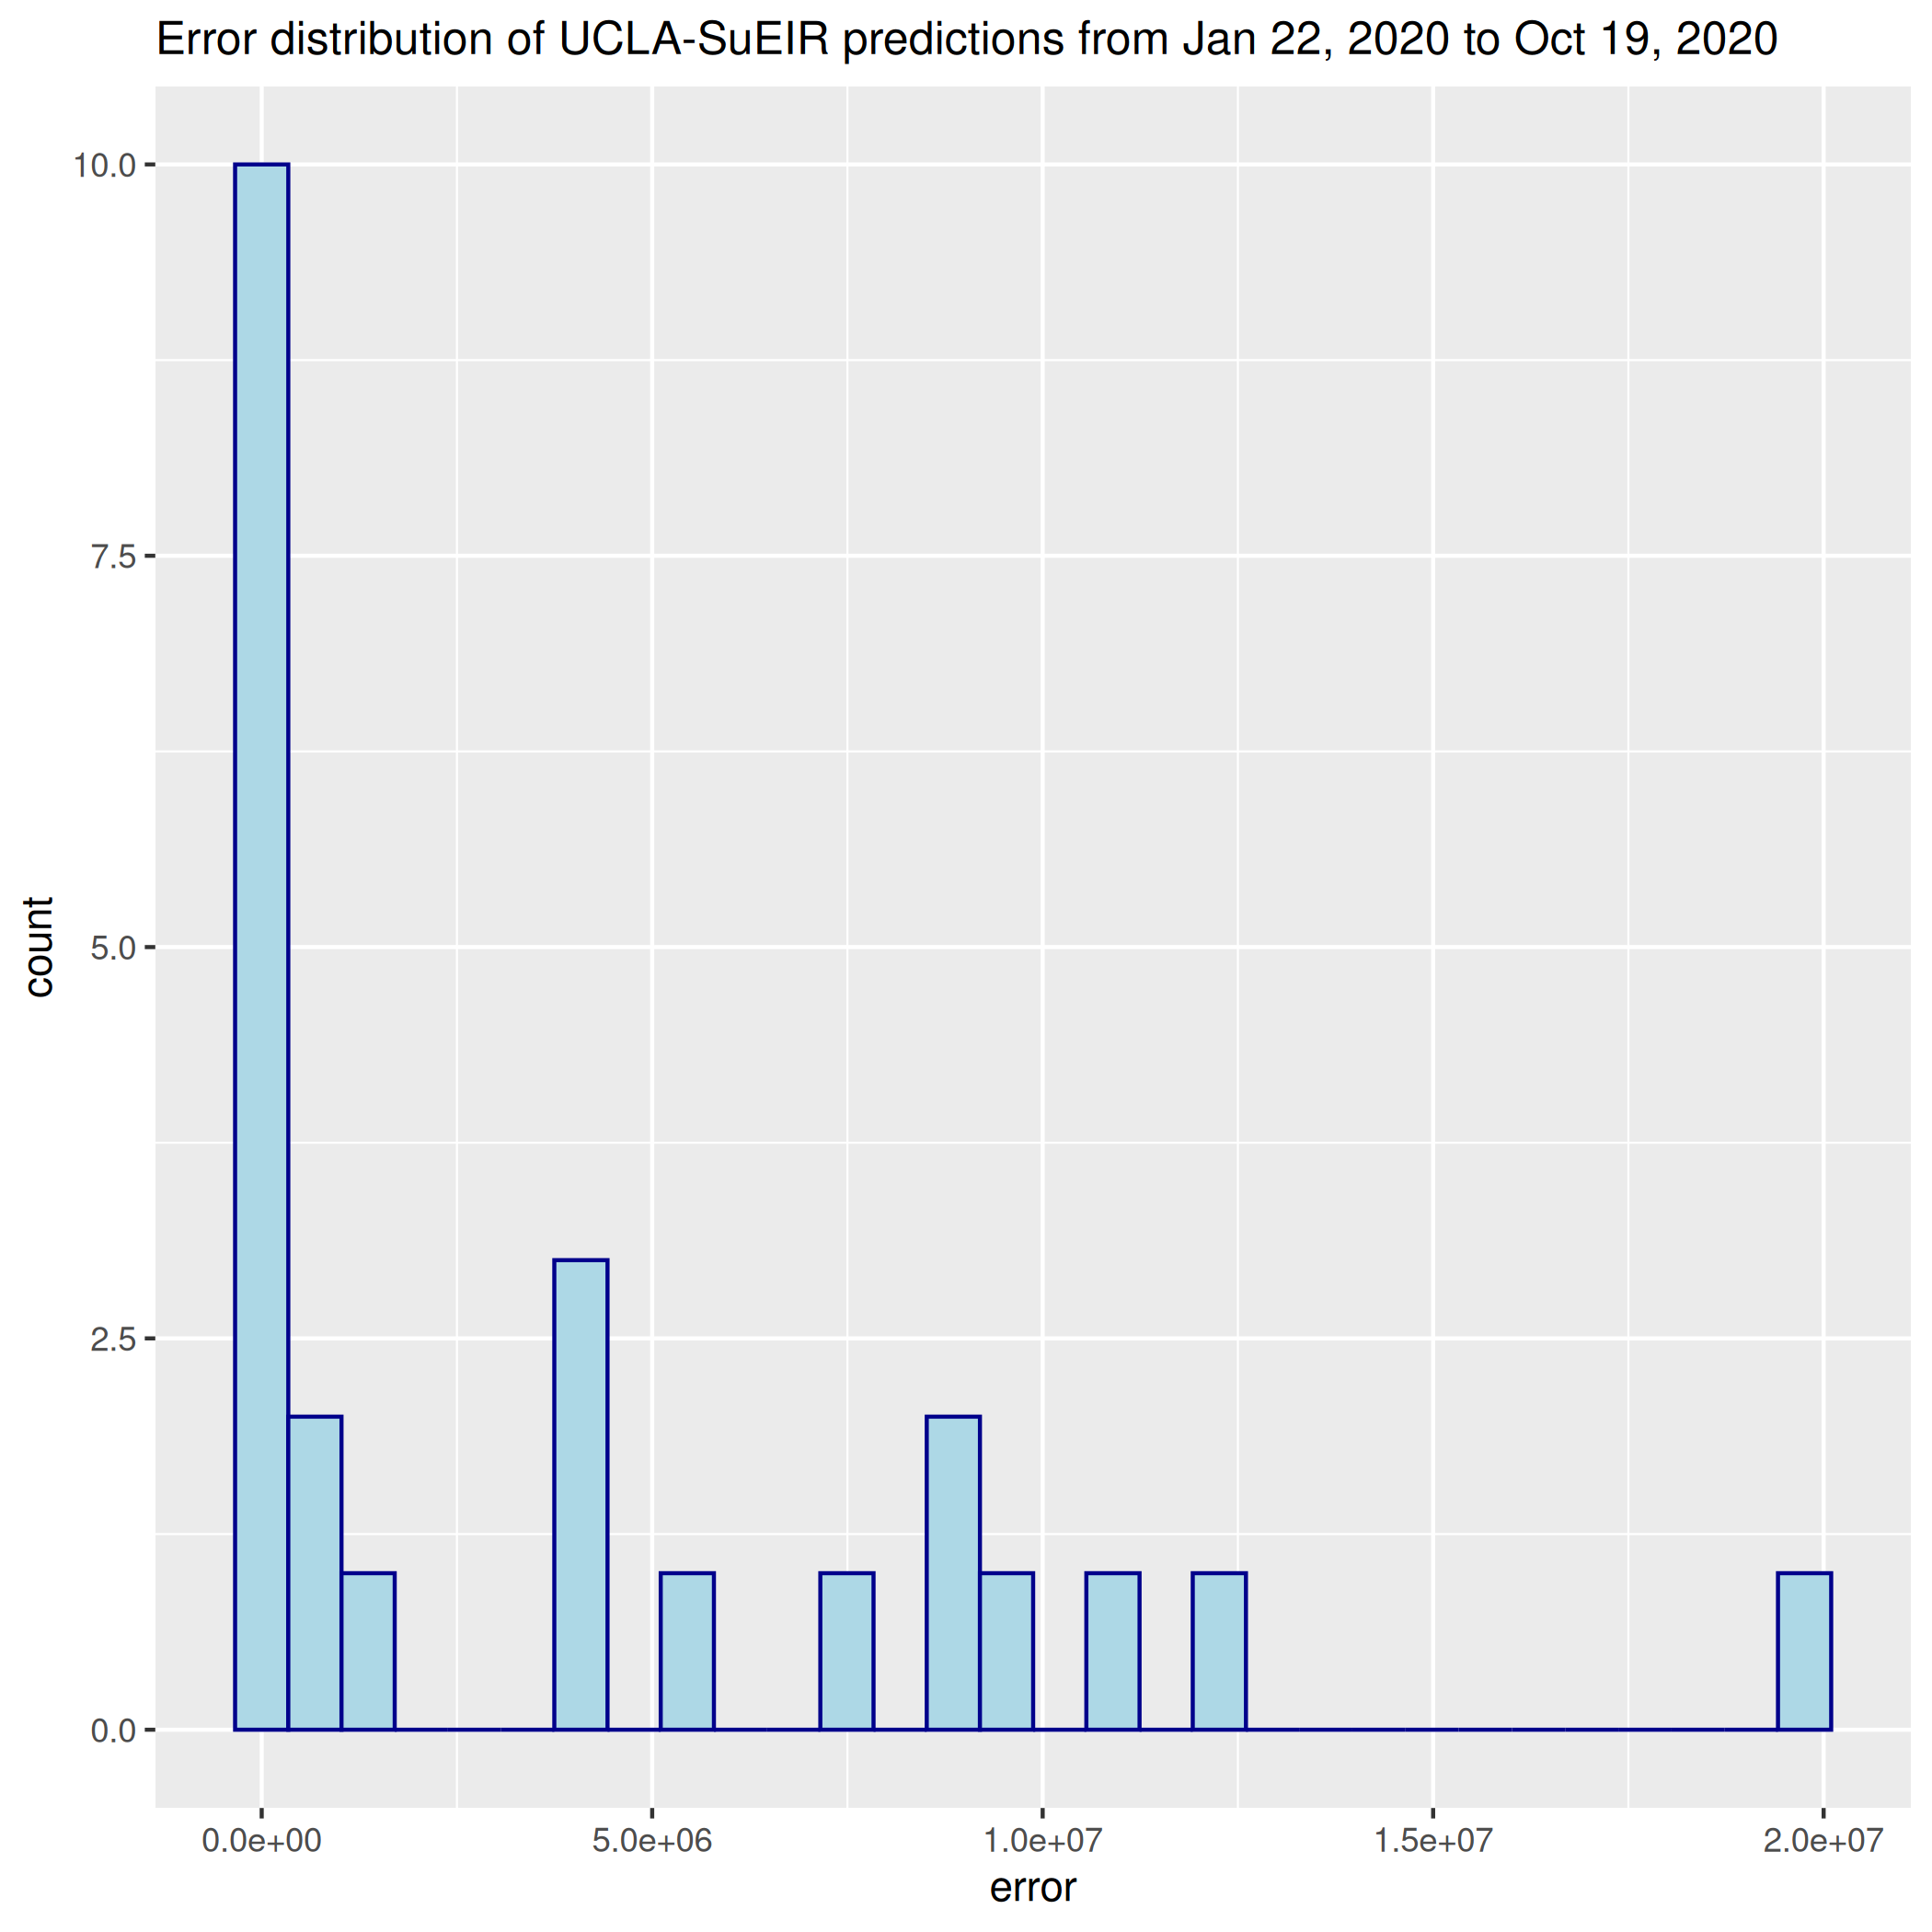 Error distribution of UCLA-SuEIR predictions from Jan 22, 2020 to Oct 19, 2020
10.0
7.5
5.0
2.5
0.0
count
0.0e+00 5.0e+06 1.0e+07 1.5e+07 2.0e+07
error